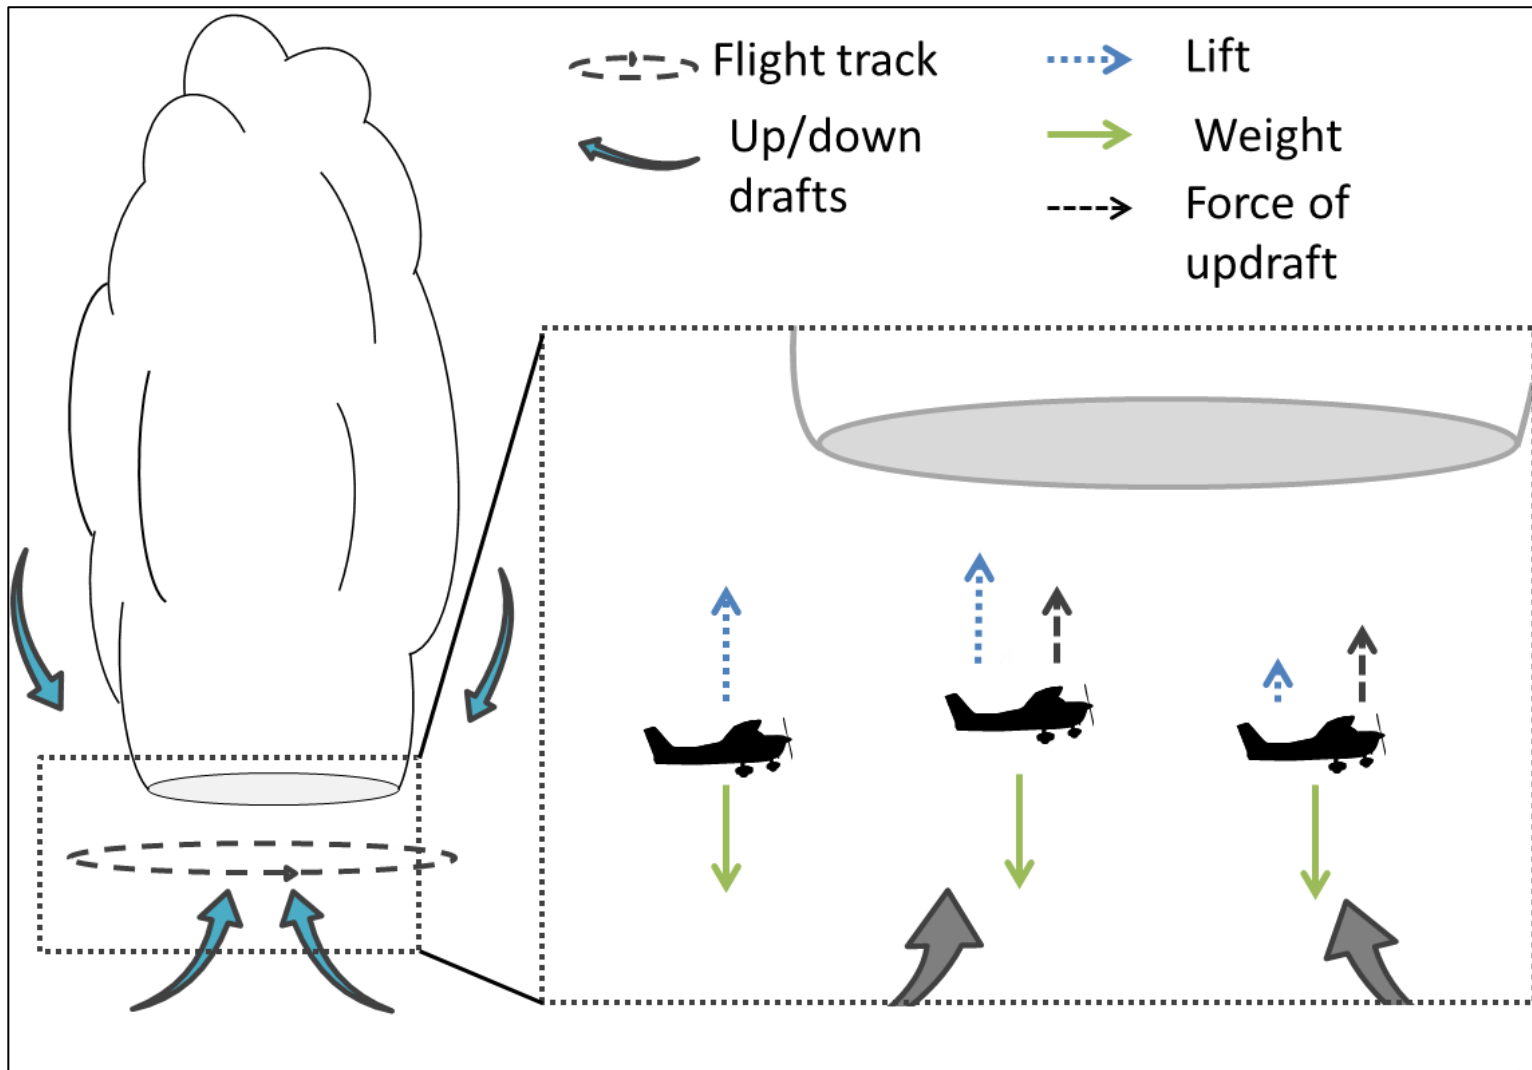 Flight track
Up/down
drafts
Lift
Weight
Force of
updraft